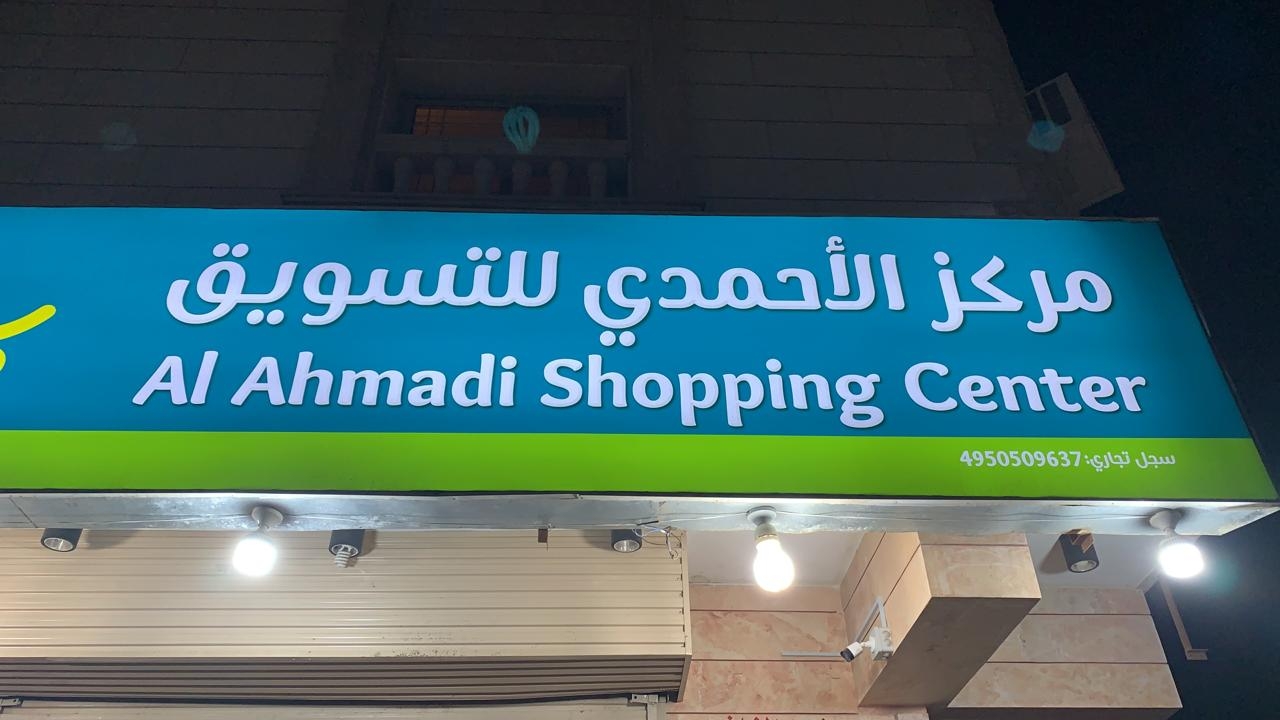 مركز الأحمدي للتسويق
Al Ahmadi Shopping Center
سجل تجاري: 4950509637